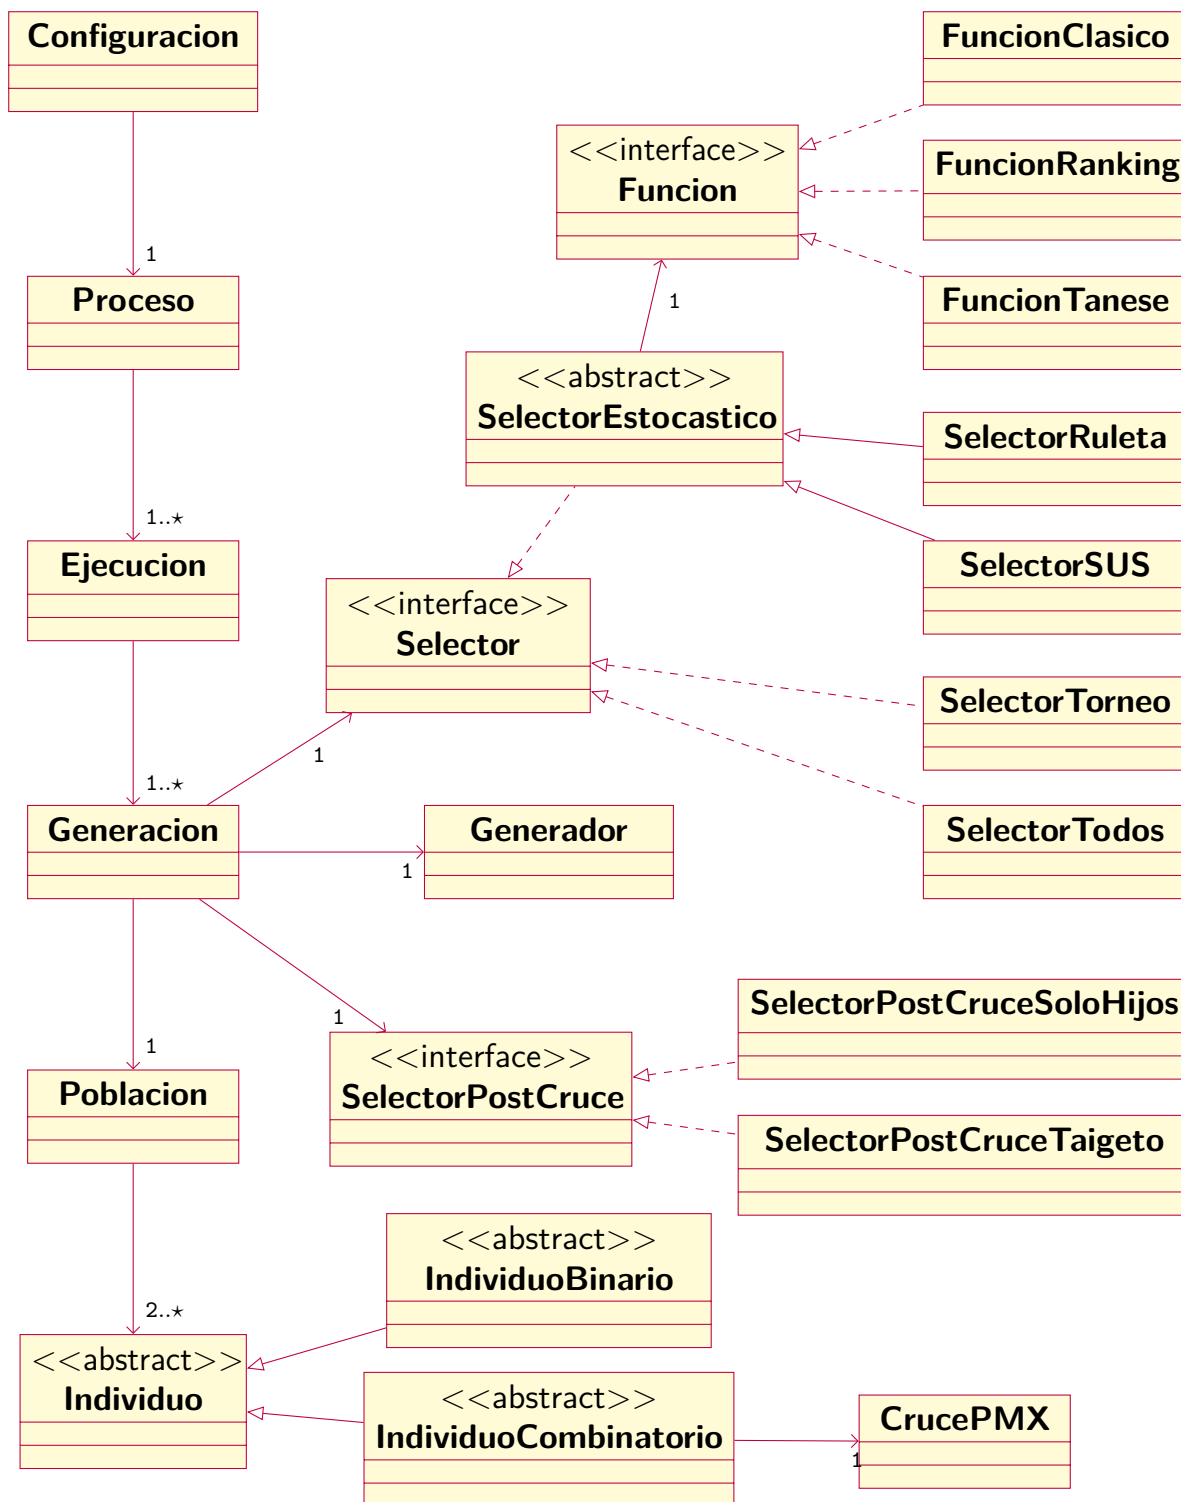 Configuracion
FuncionClasico
<<interface>>
Funcion
FuncionRanking
1
Proceso
FuncionTanese
1
<<abstract>>
SelectorEstocastico
SelectorRuleta
1..⋆
Ejecucion
SelectorSUS
<<interface>>
Selector
SelectorTorneo
1
1..⋆
Generacion
Generador
1
SelectorTodos
SelectorPostCruceSoloHijos
1
1
<<interface>>
SelectorPostCruce
Poblacion
SelectorPostCruceTaigeto
<<abstract>>
IndividuoBinario
2..⋆
<<abstract>>
Individuo
<<abstract>>
IndividuoCombinatorio
CrucePMX
1